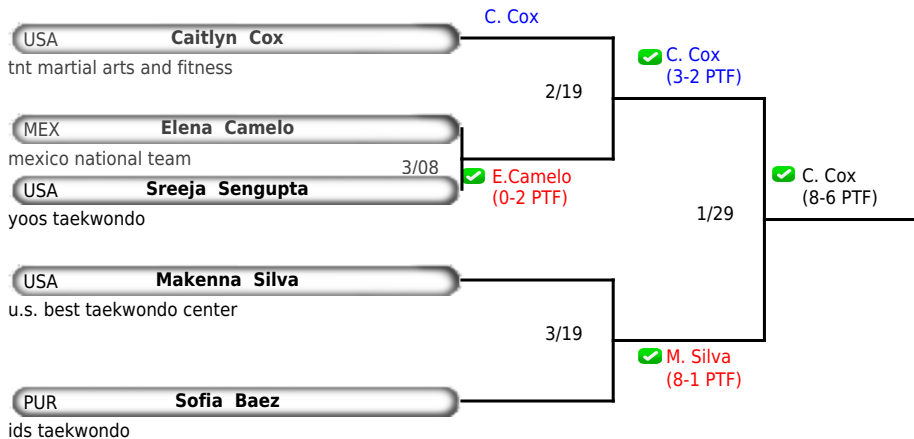 C. Cox
USA Caitlyn Cox
tnt martial arts and fitness
C. Cox
(3-2 PTF)
2/19
MEX Elena Camelo
mexico national team
3/08
E.Camelo
(0-2 PTF)
USA Sreeja Sengupta
yoos taekwondo
C. Cox
(8-6 PTF)
1/29
USA Makenna Silva
u.s. best taekwondo center
3/19
M. Silva
(8-1 PTF)
PUR Sofia Baez
ids taekwondo